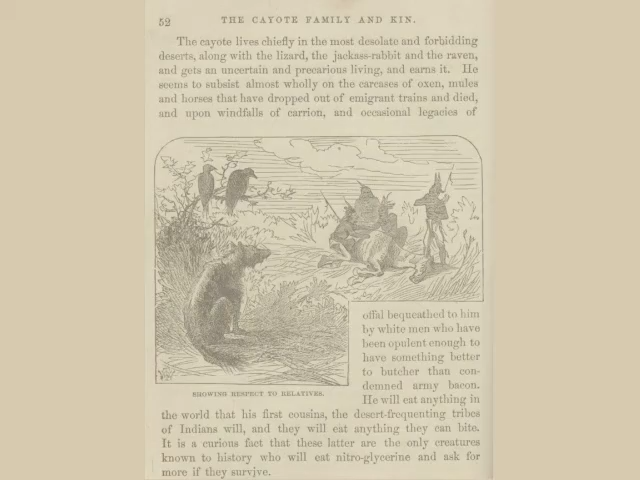 52
THE CAYOTE FAMILY AND KIN.
The cayote lives chiefly in the most desolate and forbidding
deserts, along with the lizard, the jackass-rabbit and the raven,
and gets an uncertain and precarious living, and earns it. He
seems to subsist almost wholly on the carcases of oxen, mules
and horses that have dropped out of emigrant trains and died,
and upon windfalls of carrion, and occasional legacies of
offal bequeathed to him
by white men who have
been opulent enough to
have something better
to butcher than con-
demned army bacon.
He will eat anything in
SHOWING RESPECT TO RELATIVES.
the world that his first cousins, the desert-frequenting tribes
of Indians will, and they will eat anything they can bite.
It is a curious fact that these latter are the only creatures
known to history who will eat nitro-glycerine and ask for
more if they survive.